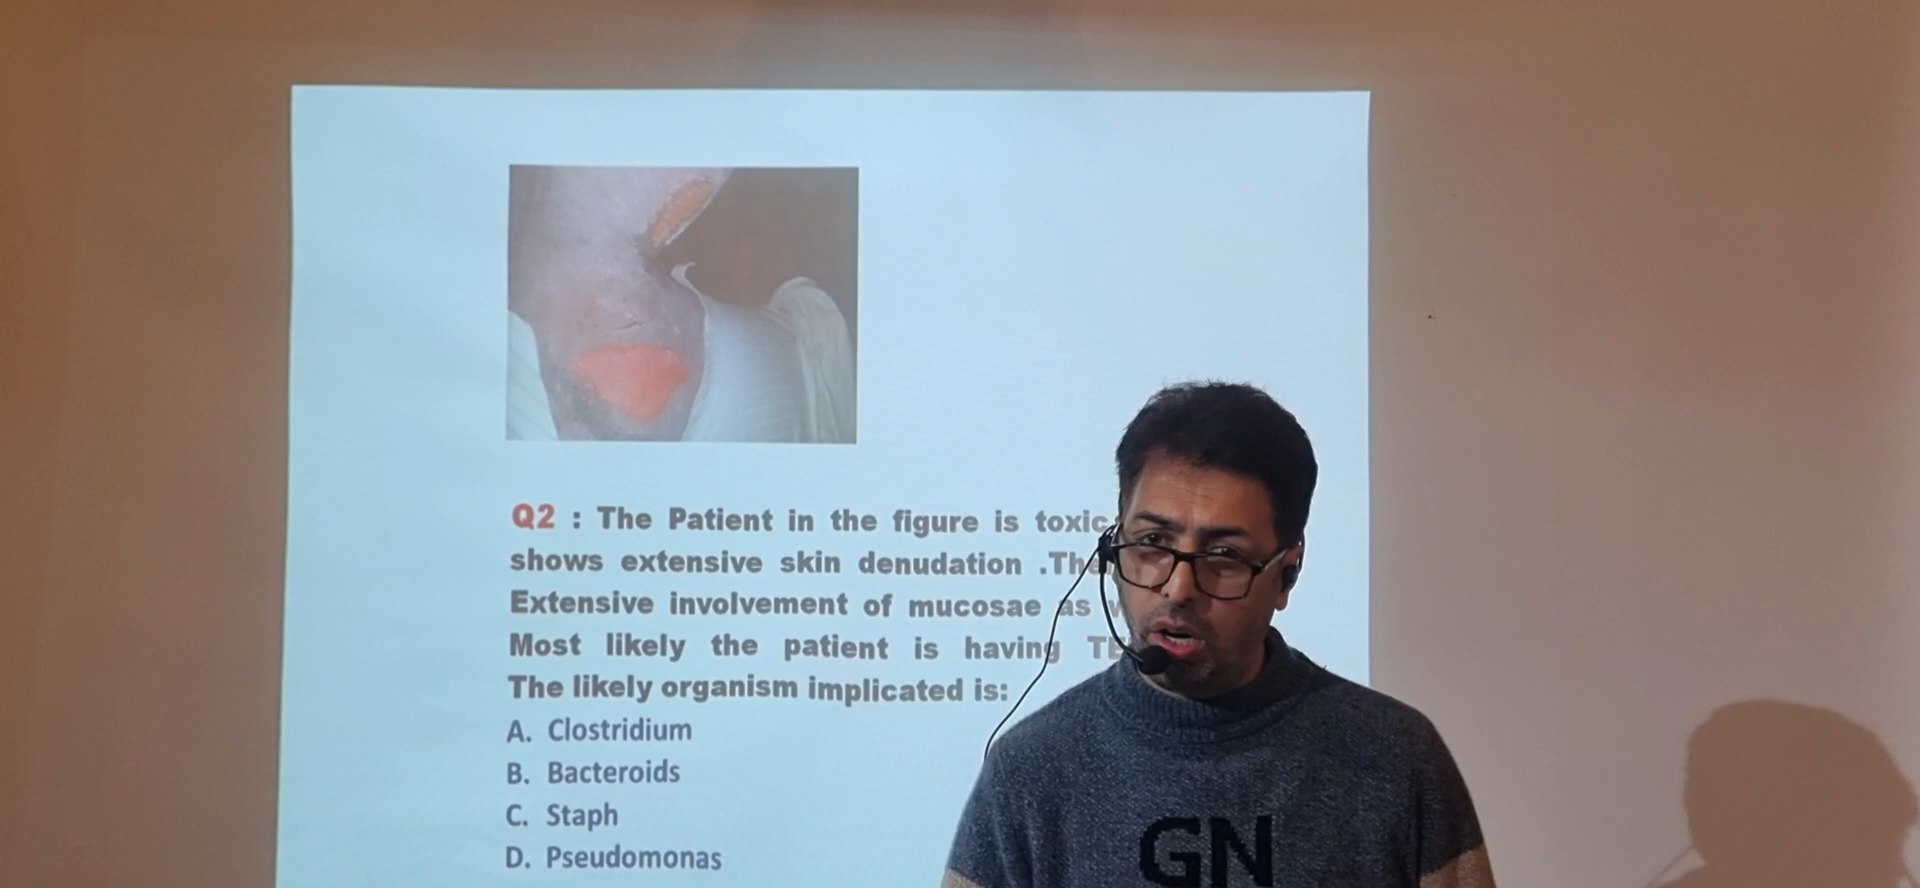 Q2 : The Patient in the figure is toxic
shows extensive skin denudation .The
Extensive involvement of mucosae as
Most likely the patient is having
The likely organism implicated is:
A. Clostridium
B. Bacteroids
C. Staph
D. Pseudomonas
GN